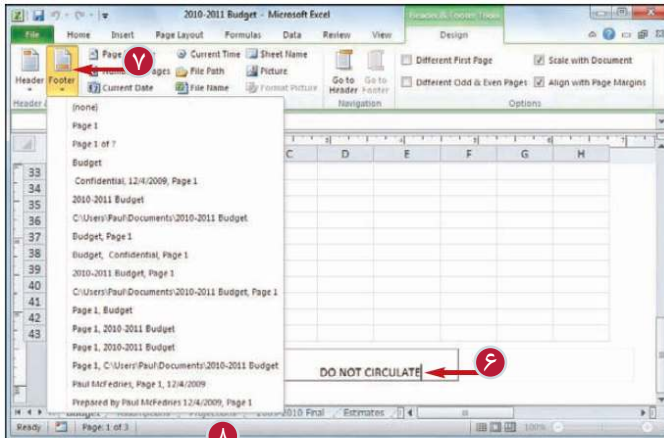 2010-2011 Budget - Microsoft Excel
Header & Footer Tools
File Home Insert Page Layout Formulas Data Review View Design
Page Current Time Sheet Name
۷
Different First Page Scale with Document
Header Footer
Pages File Path Picture
Go to Header Go to Footer
Different Odd & Even Pages Align with Page Margins
Current Date File Name Format Picture
Header & Navigation Options
(none)
Page 1
Page 1 of ?
Budget
Confidential, 12/4/2009, Page 1
2010-2011 Budget
C:\Users\Paul\Documents\2010-2011 Budget
Budget, Page 1
Budget, Confidential, Page 1
2010-2011 Budget, Page 1
C:\Users\Paul\Documents\2010-2011 Budget, Page 1
Page 1, Budget
Page 1, 2010-2011 Budget
Page 1, 2010-2011 Budget
Page 1, C:\Users\Paul\Documents\2010-2011 Budget
Paul McFedries, Page 1, 12/4/2009
Prepared by Paul McFedries 12/4/2009, Page 1
C D E F G H
33
34
35
36
37
38
39
40
41
42
43
DO NOT CIRCULATE
۶
2010 Final Estimates
۸
Ready Page: 1 of 3 100%